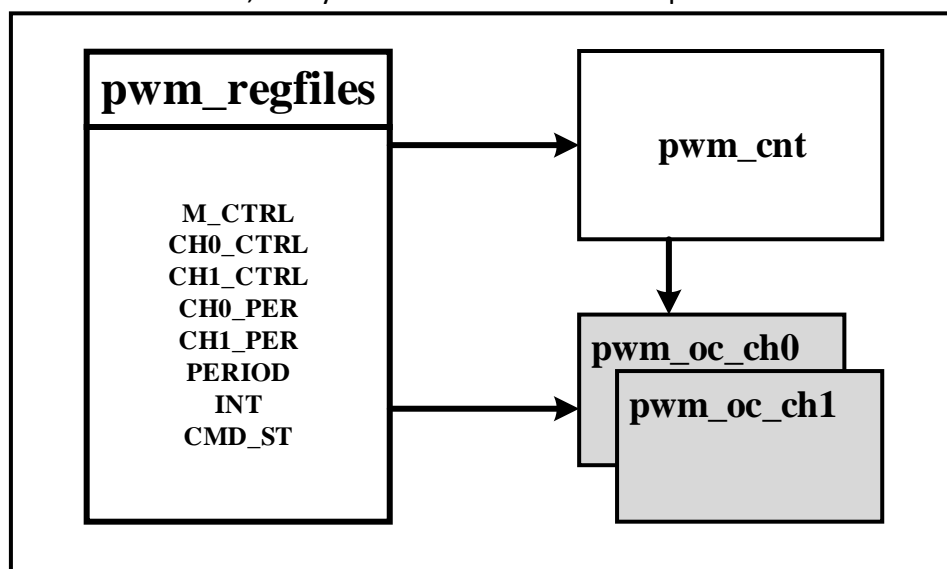 pwm_regfiles
M_CTRL
CH0_CTRL
CH1_CTRL
CH0_PER
CH1_PER
PERIOD
INT
CMD_ST
pwm_cnt
pwm_oc_ch0
pwm_oc_ch1